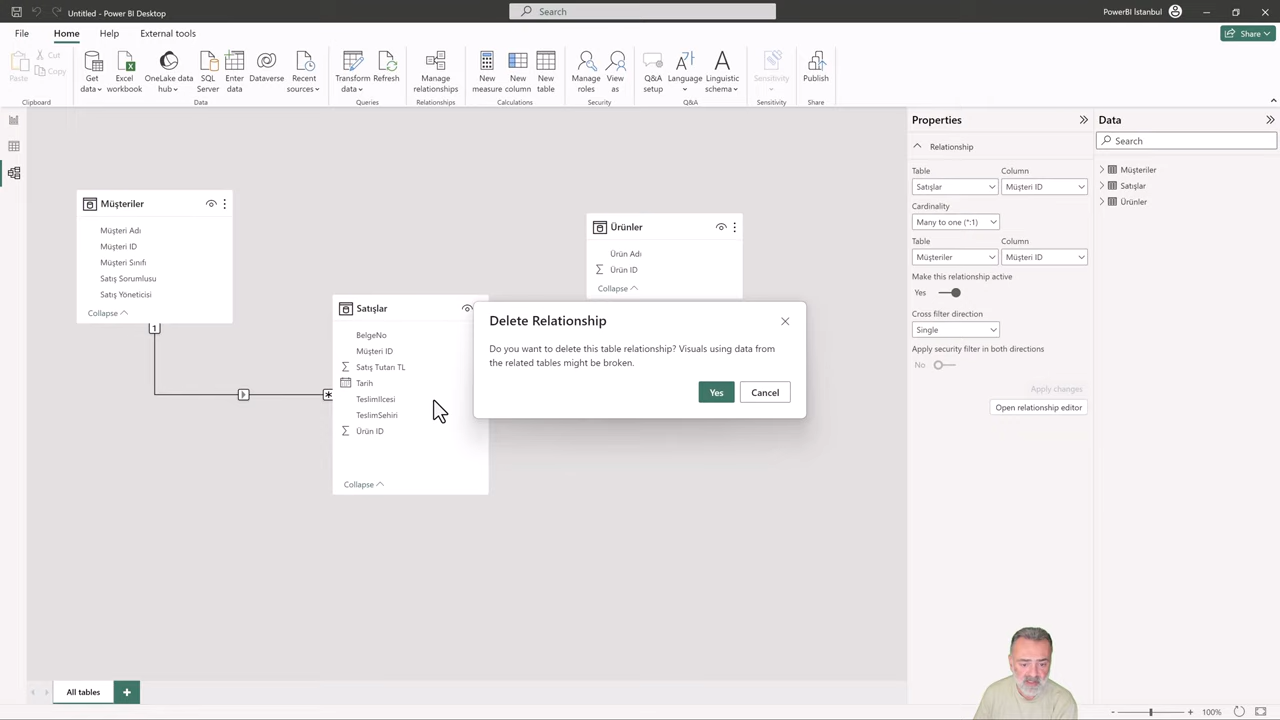 Untitled - Power BI Desktop
Search
PowerBI Istanbul
File
Home
Help
External tools
Share
Paste
Cut
Copy
Get data
Excel workbook
OneLake data hub
SQL Server
Enter data
Dataverse
Recent sources
Transform data
Refresh
Manage relationships
New measure
New column
New table
Manage roles
View as
Q&A setup
Language
Linguistic schema
Sensitivity
Publish
Clipboard
Data
Queries
Relationships
Calculations
Security
Q&A
Sensitivity
Share
Müşteriler
Müşteri Adı
Müşteri ID
Müşteri Sınıfı
Satış Sorumlusu
Satış Yöneticisi
Collapse
1
*
Satışlar
BelgeNo
Müşteri ID
Satış Tutarı TL
Tarih
TeslimIlcesi
TeslimSehiri
Ürün ID
Collapse
Ürünler
Ürün Adı
Ürün ID
Collapse
Delete Relationship
Do you want to delete this table relationship? Visuals using data from
the related tables might be broken.
Yes
Cancel
Properties
Relationship
Table
Column
Satışlar
Müşteri ID
Cardinality
Many to one (*:1)
Table
Column
Müşteriler
Müşteri ID
Make this relationship active
Yes
Cross filter direction
Single
Apply security filter in both directions
No
Apply changes
Open relationship editor
Data
Search
Müşteriler
Satışlar
Ürünler
All tables
100%